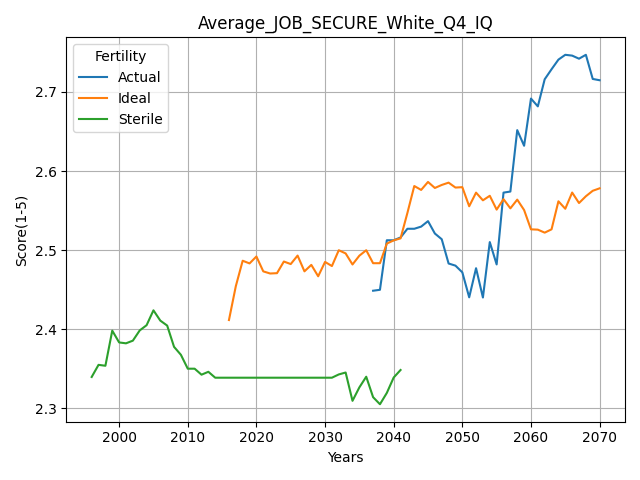 Average_JOB_SECURE_White_Q4_IQ
Fertility
Actual
Ideal
Sterile
Score(1-5)
2.7
2.6
2.5
2.4
2.3
2000 2010 2020 2030 2040 2050 2060 2070
Years